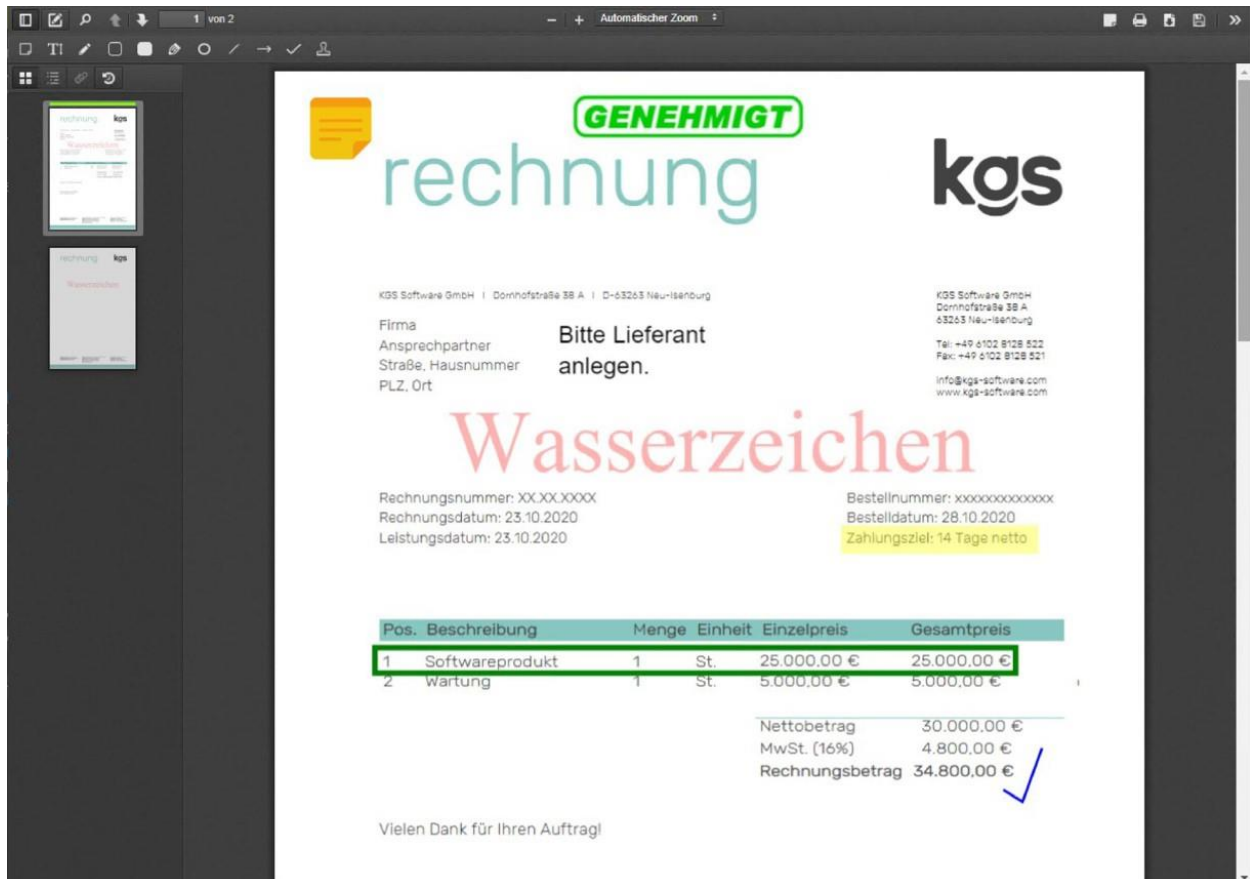 1 von 2
Automatischer Zoom
GENEHMIGT
rechnung
kgs
KGS Software GmbH | Dornhofstraße 38 A | D-63263 Neu-Isenburg
KGS Software GmbH
Dornhofstraße 38 A
63263 Neu-Isenburg
Tel: +49 6102 8128 522
Fax: +49 6102 8128 521
info@kgs-software.com
www.kgs-software.com
Firma
Ansprechpartner
Straße, Hausnummer
PLZ, Ort
Bitte Lieferant
anlegen.
Wasserzeichen
Rechnungsnummer: XX.XX.XXXX
Rechnungsdatum: 23.10.2020
Leistungsdatum: 23.10.2020
Bestellnummer: xxxxxxxxxxxxx
Bestelldatum: 28.10.2020
Zahlungsziel: 14 Tage netto
Pos. Beschreibung Menge Einheit Einzelpreis Gesamtpreis
1 Softwareprodukt 1 St. 25.000,00 € 25.000,00 €
2 Wartung 1 St. 5.000,00 € 5.000,00 €
Nettobetrag 30.000,00 €
MwSt. (16%) 4.800,00 €
Rechnungsbetrag 34.800,00 €
Vielen Dank für Ihren Auftrag!
rechnung kgs
Wasserzeichen
rechnung kgs
Wasserzeichen